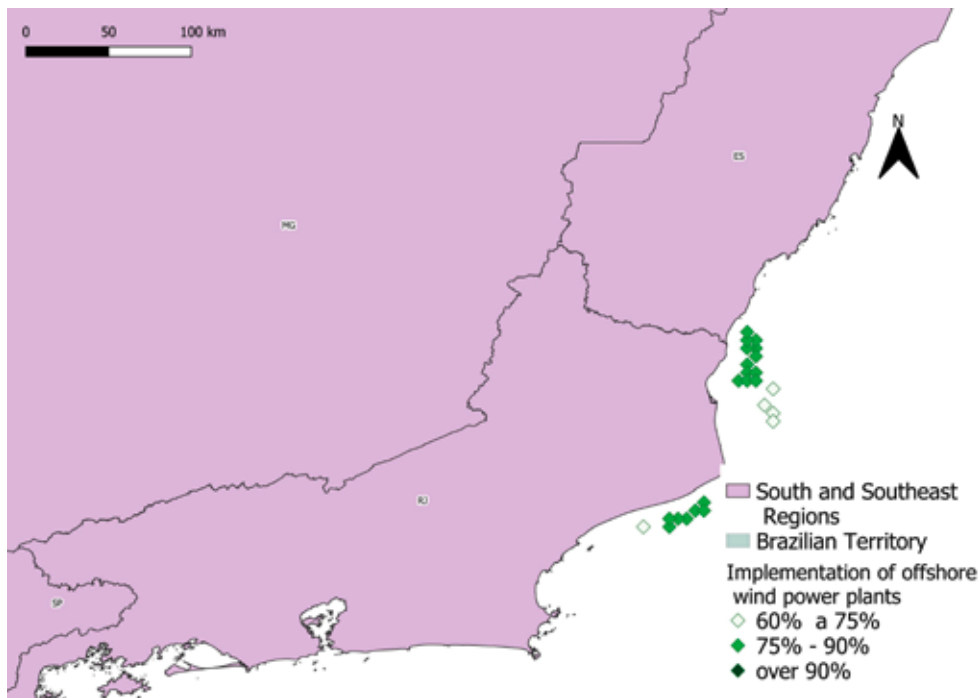 0 50 100 km
N
ES
MG
RJ
SP
South and Southeast
Regions
Brazilian Territory
Implementation of offshore
wind power plants
60% a 75%
75% - 90%
over 90%